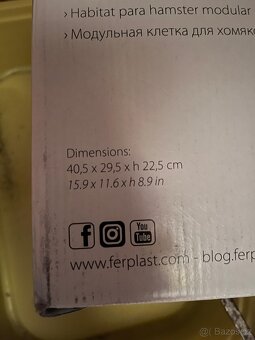 › Habitat para hamster modular
› Модульная клетка для хомяко
Dimensions:
40,5 x 29,5 x h 22,5 cm
15.9 x 11.6 x h 8.9 in
f You Tube
www.ferplast.com - blog.ferp
© Bazos.cz